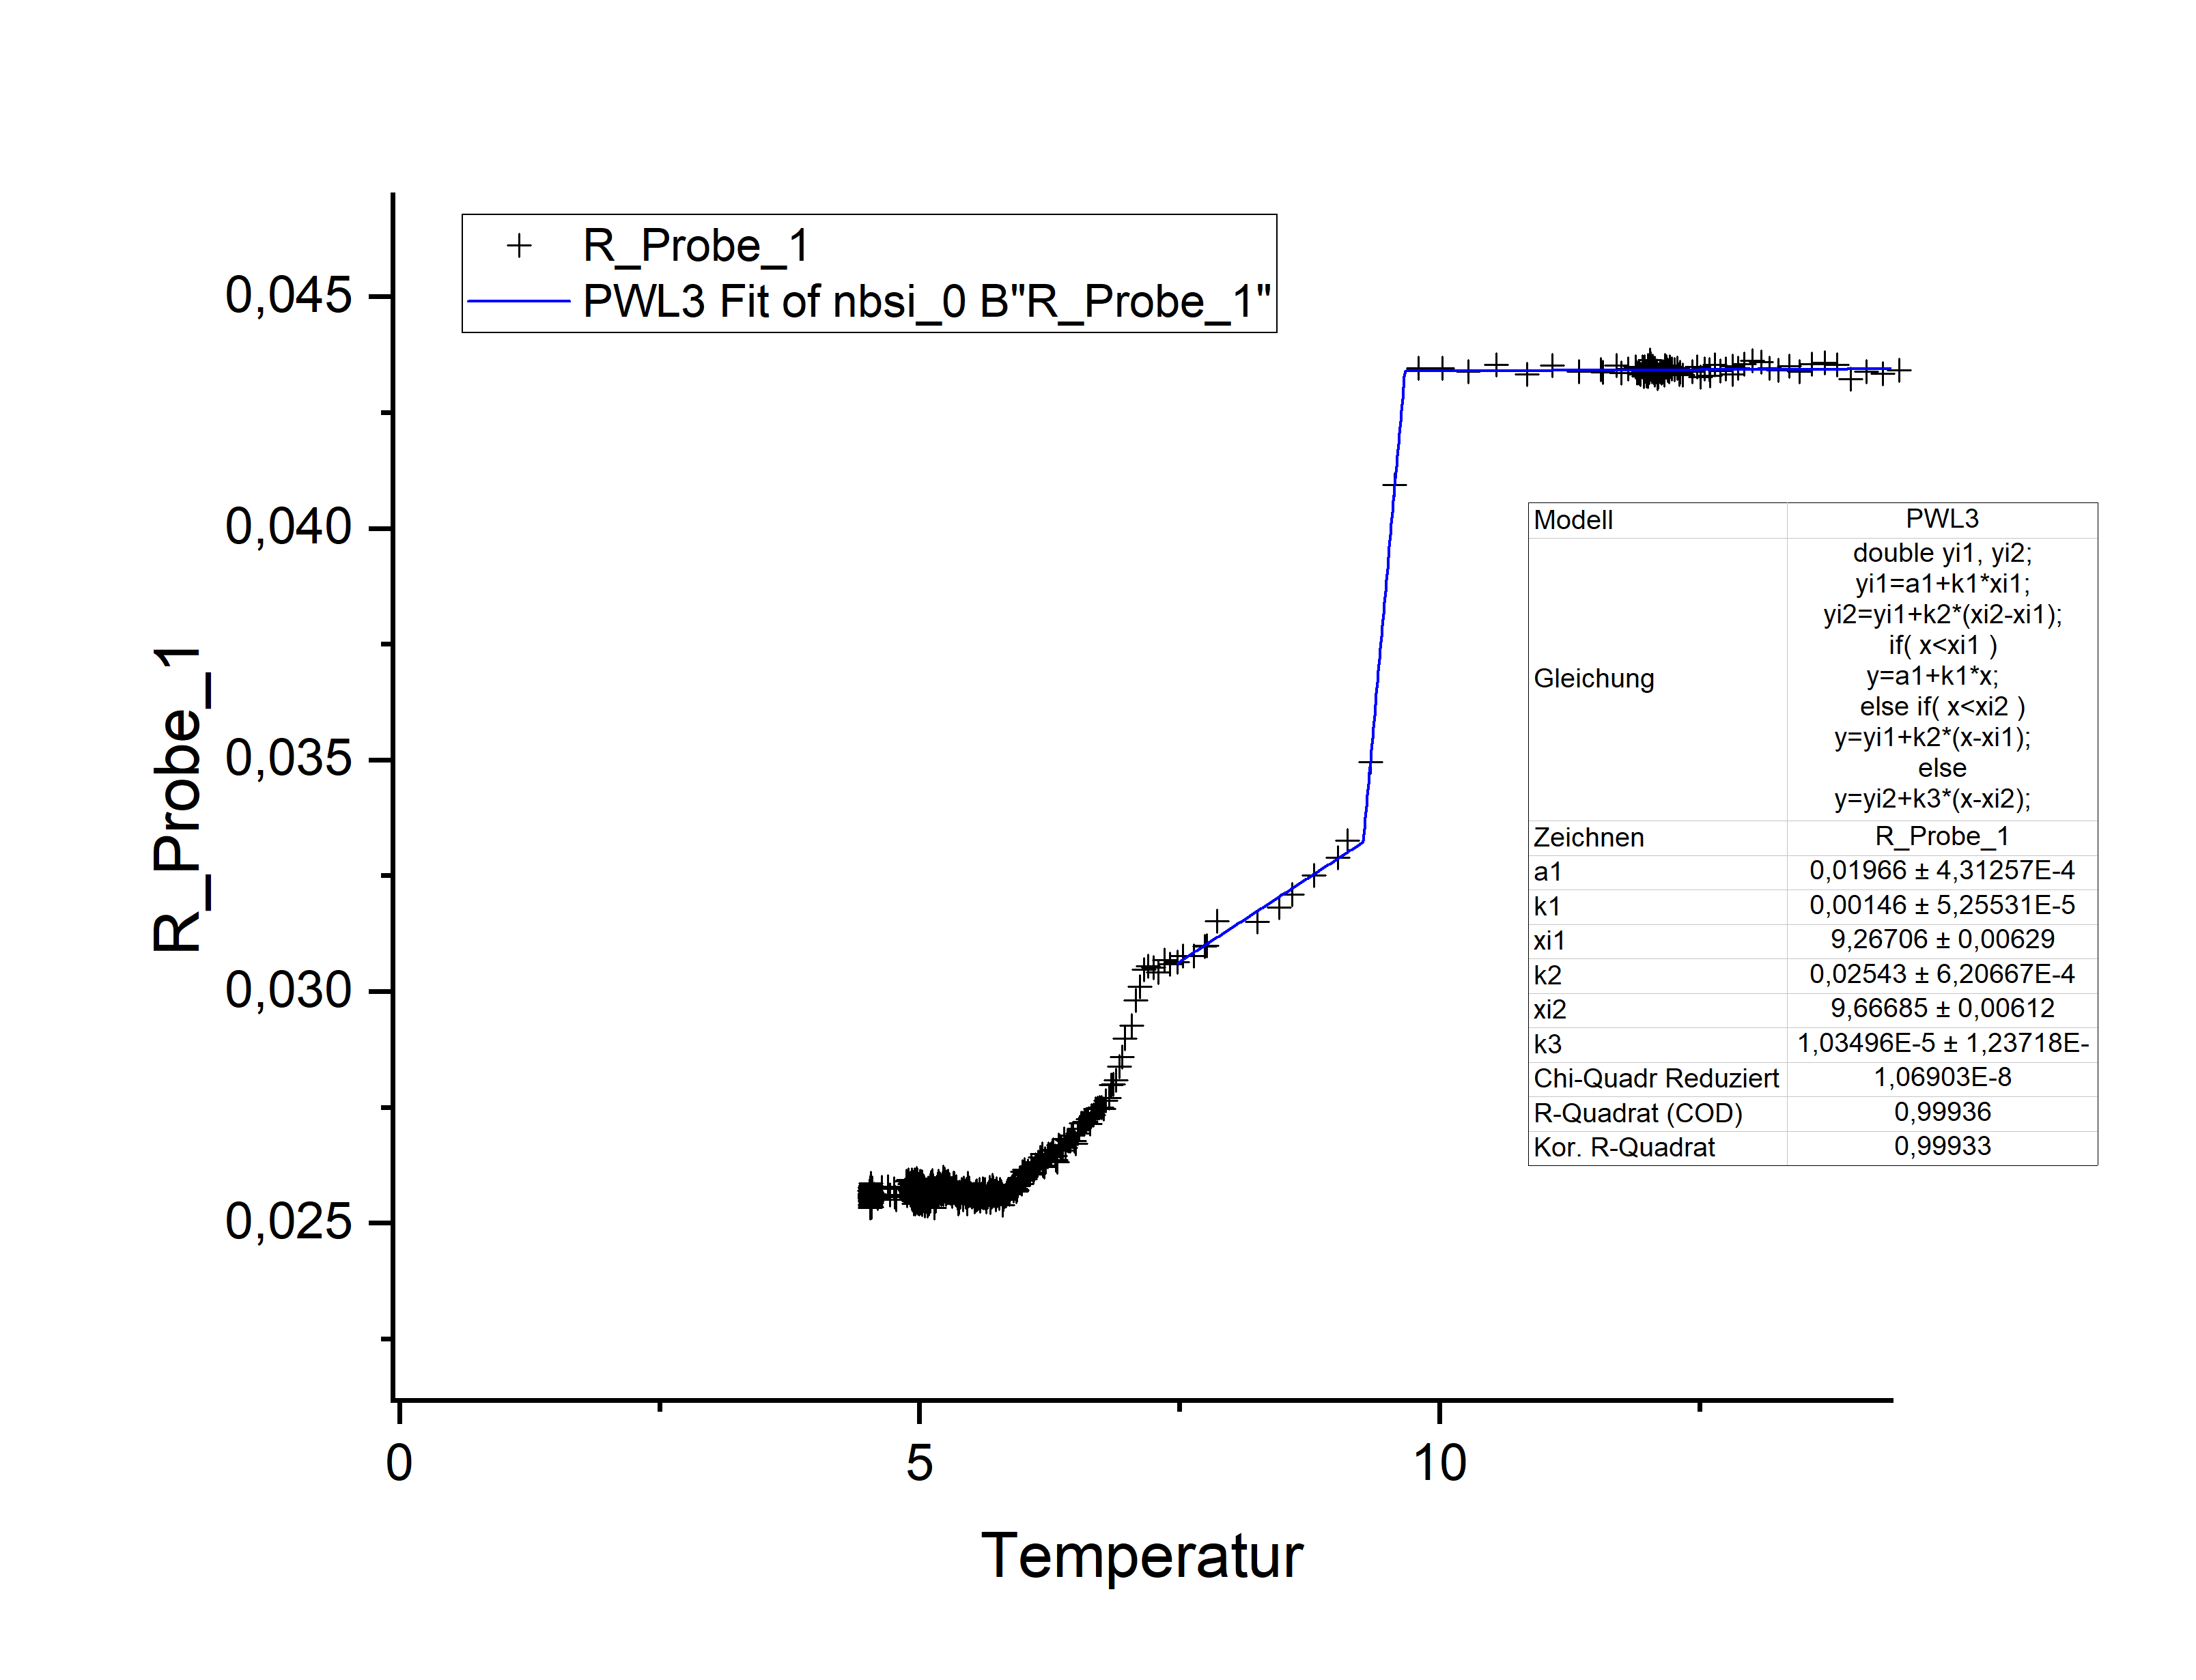 R_Probe_1
PWL3 Fit of nbsi_0 B"R_Probe_1"
0,045
0,040
0,035
0,030
0,025
R_Probe_1
0
5
10
Temperatur
Modell PWL3
Gleichung
double yi1, yi2;
yi1=a1+k1*xi1;
yi2=yi1+k2*(xi2-xi1);
if( x<xi1 )
y=a1+k1*x;
else if( x<xi2 )
y=yi1+k2*(x-xi1);
else
y=yi2+k3*(x-xi2);
Zeichnen R_Probe_1
a1 0,01966 ± 4,31257E-4
k1 0,00146 ± 5,25531E-5
xi1 9,26706 ± 0,00629
k2 0,02543 ± 6,20667E-4
xi2 9,66685 ± 0,00612
k3 1,03496E-5 ± 1,23718E-
Chi-Quadr Reduziert 1,06903E-8
R-Quadrat (COD) 0,99936
Kor. R-Quadrat 0,99933